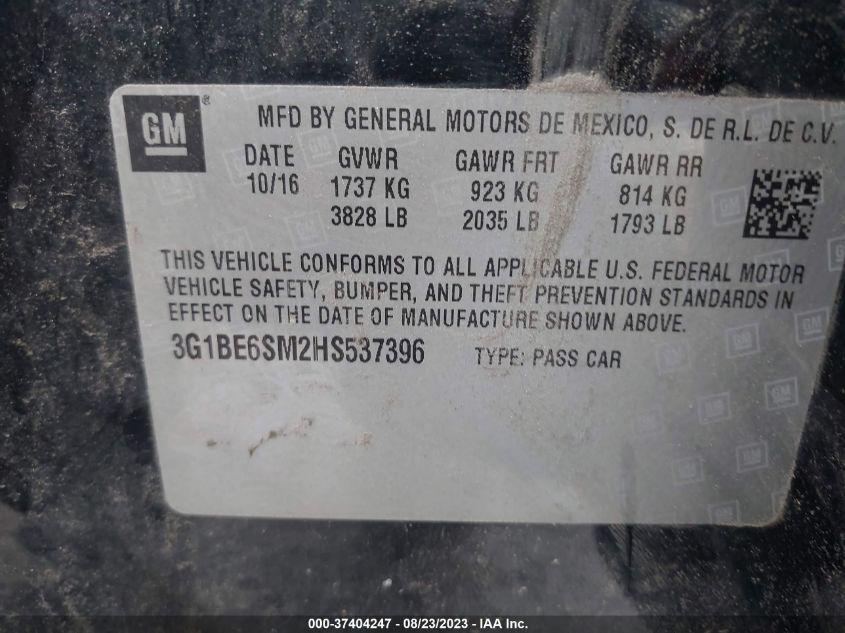 GM ® MFD BY GENERAL MOTORS DE MEXICO, S. DE R.L. DE C.V.
DATE GVWR GAWR FRT GAWR RR
10/16 1737 KG 923 KG 814 KG
3828 LB 2035 LB 1793 LB
THIS VEHICLE CONFORMS TO ALL APPLICABLE U.S. FEDERAL MOTOR
VEHICLE SAFETY, BUMPER, AND THEFT PREVENTION STANDARDS IN
EFFECT ON THE DATE OF MANUFACTURE SHOWN ABOVE.
3G1BE6SM2HS537396 TYPE: PASS CAR
000-37404247 - 08/23/2023 - IAA Inc.